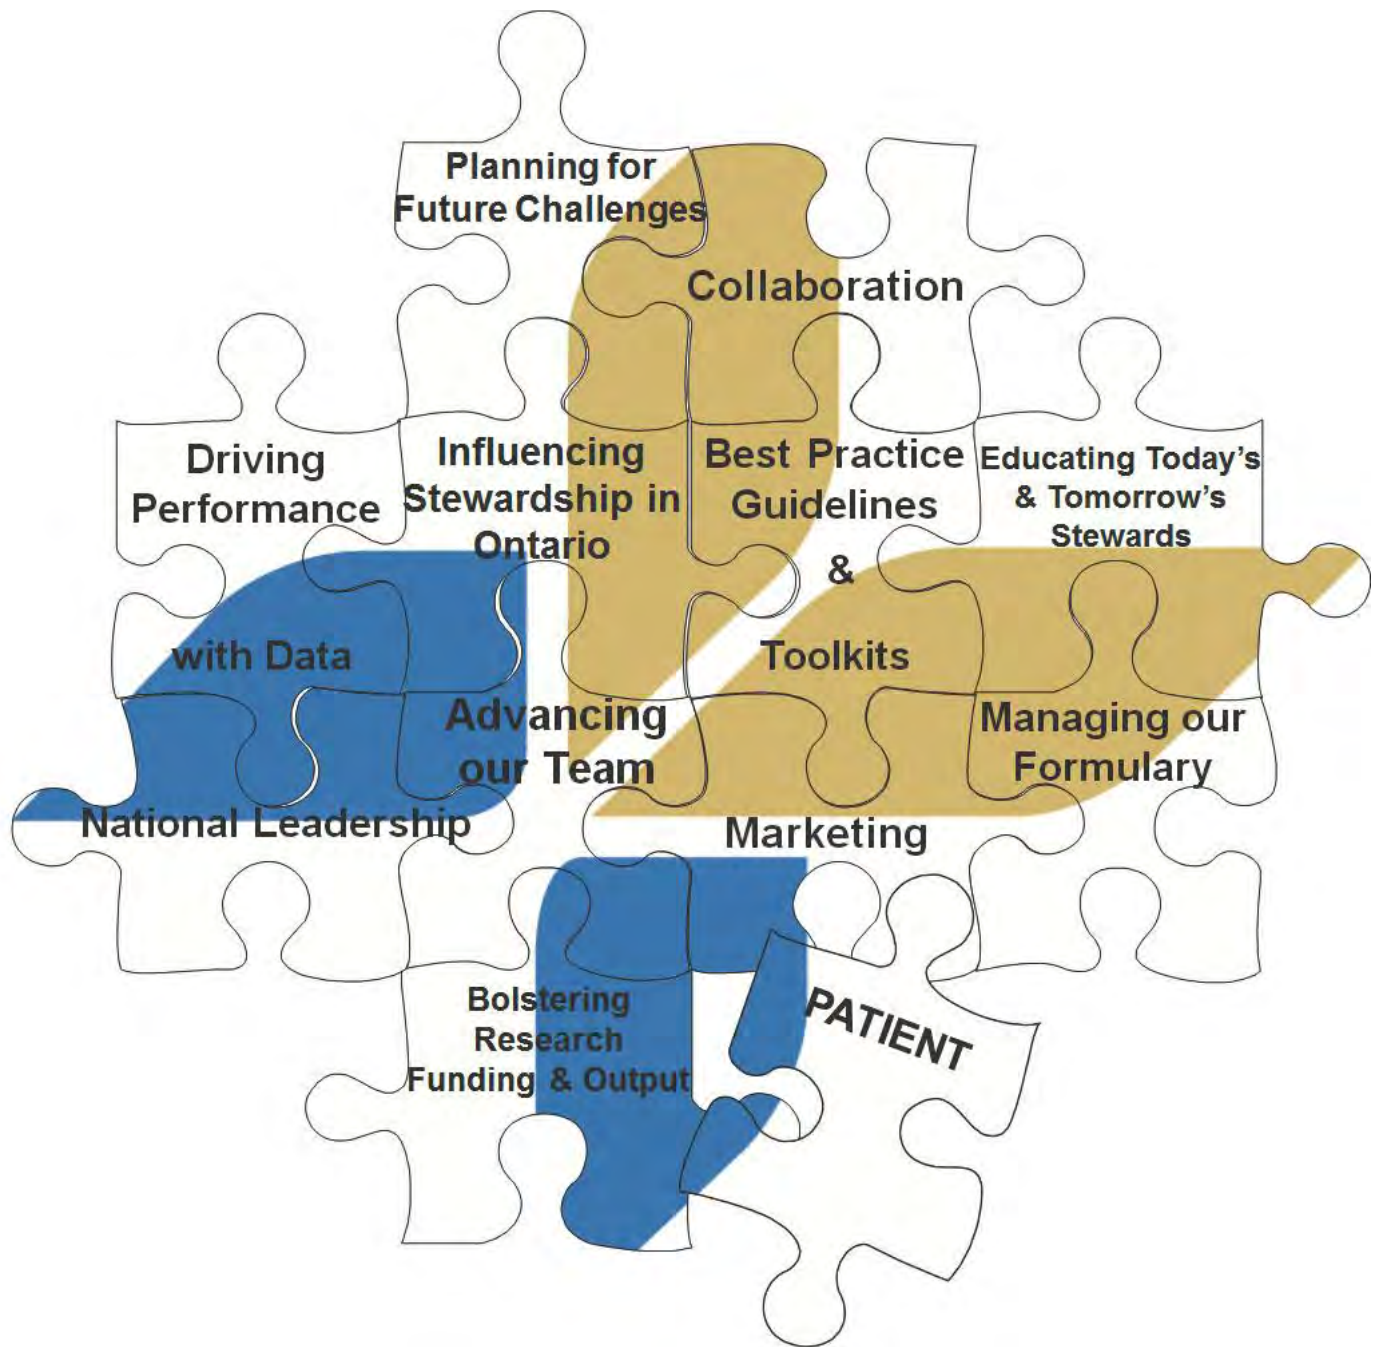 Planning for
Future Challenges
Collaboration
Driving
Performance
with Data
Influencing
Stewardship in
Ontario
Best Practice
Guidelines
&
Toolkits
Educating Today's
& Tomorrow's
Stewards
National Leadership
Advancing
our Team
Marketing
Managing our
Formulary
Bolstering
Research
Funding & Output
PATIENT